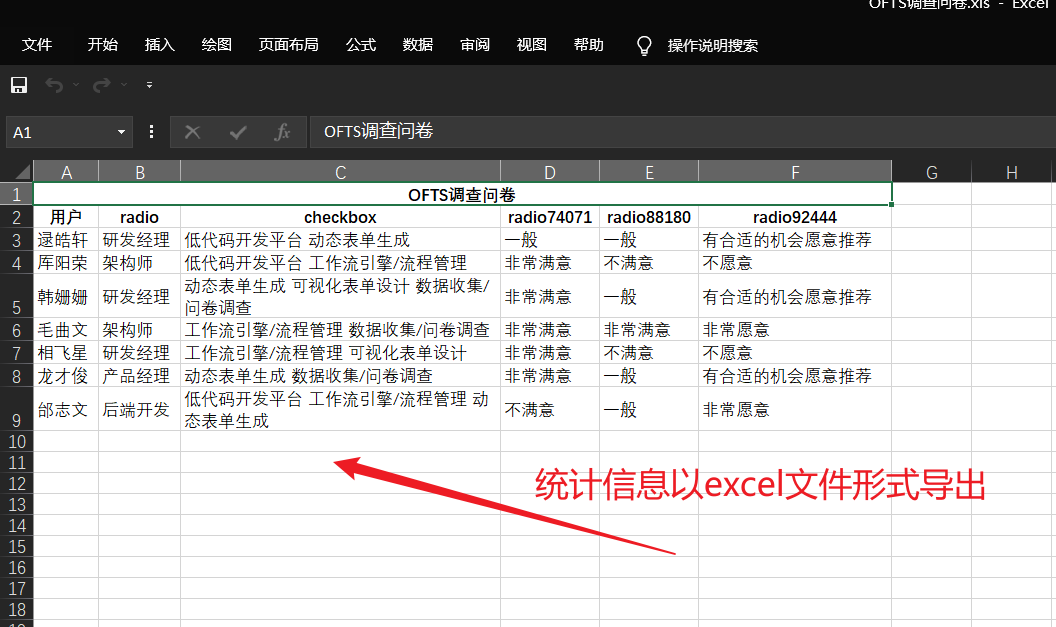 OFTS调查问卷.xls - Excel
文件 开始 插入 绘图 页面布局 公式 数据 审阅 视图 帮助 操作说明搜索
A1 fx OFTS调查问卷
A B C D E F G H
1 OFTS调查问卷
2 用户 radio checkbox radio74071 radio88180 radio92444
3 逯皓轩 研发经理 低代码开发平台 动态表单生成 一般 一般 有合适的机会愿意推荐
4 厍阳荣 架构师 低代码开发平台 工作流引擎/流程管理 非常满意 不满意 不愿意
动态表单生成 可视化表单设计 数据收集/
5 韩姗姗 研发经理 问卷调查 非常满意 一般 有合适的机会愿意推荐
6 毛曲文 架构师 工作流引擎/流程管理 数据收集/问卷调查 非常满意 非常满意 非常愿意
7 相飞星 研发经理 工作流引擎/流程管理 可视化表单设计 非常满意 不满意 不愿意
8 龙才俊 产品经理 动态表单生成 数据收集/问卷调查 非常满意 一般 有合适的机会愿意推荐
低代码开发平台 工作流引擎/流程管理 动
9 邰志文 后端开发 态表单生成 不满意 一般 非常愿意
10
11
12
统计信息以excel文件形式导出
13
14
15
16
17
18